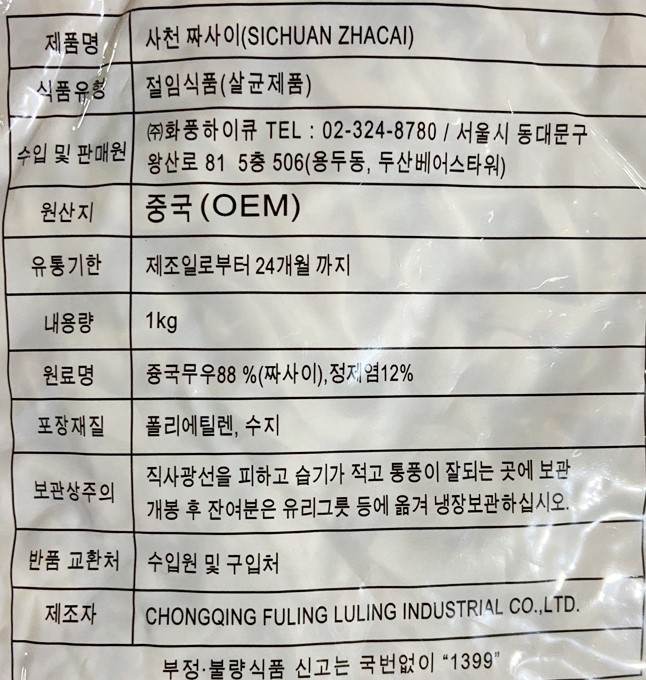 제품명 사천 짜사이(SICHUAN ZHACAI)
식품유형 절임식품(살균제품)
수입 및 판매원 ㈜화풍하이큐 TEL : 02-324-8780 / 서울시 동대문구
왕산로 81 5층 506(용두동, 두산베어스타워)
원산지 중국(OEM)
유통기한 제조일로부터 24개월 까지
내용량 1kg
원료명 중국무우88 %(짜사이),정제염12%
포장재질 폴리에틸렌, 수지
보관상주의 직사광선을 피하고 습기가 적고 통풍이 잘되는 곳에 보관
개봉 후 잔여분은 유리그릇 등에 옮겨 냉장보관하십시오.
반품 교환처 수입원 및 구입처
제조자 CHONGQING FULING LULING INDUSTRIAL CO.,LTD.
부정·불량식품 신고는 국번없이 “1399”